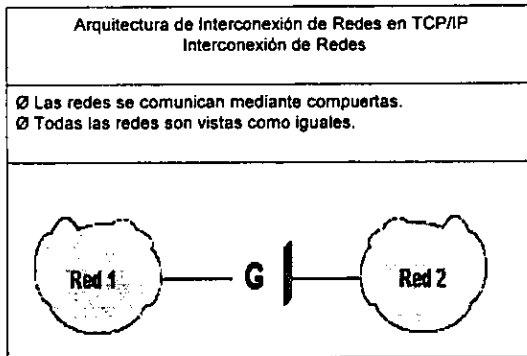 Arquitectura de Interconexión de Redes en TCP/IP
Interconexión de Redes
Ø Las redes se comunican mediante compuertas.
Ø Todas las redes son vistas como iguales.
Red 1
G
Red 2